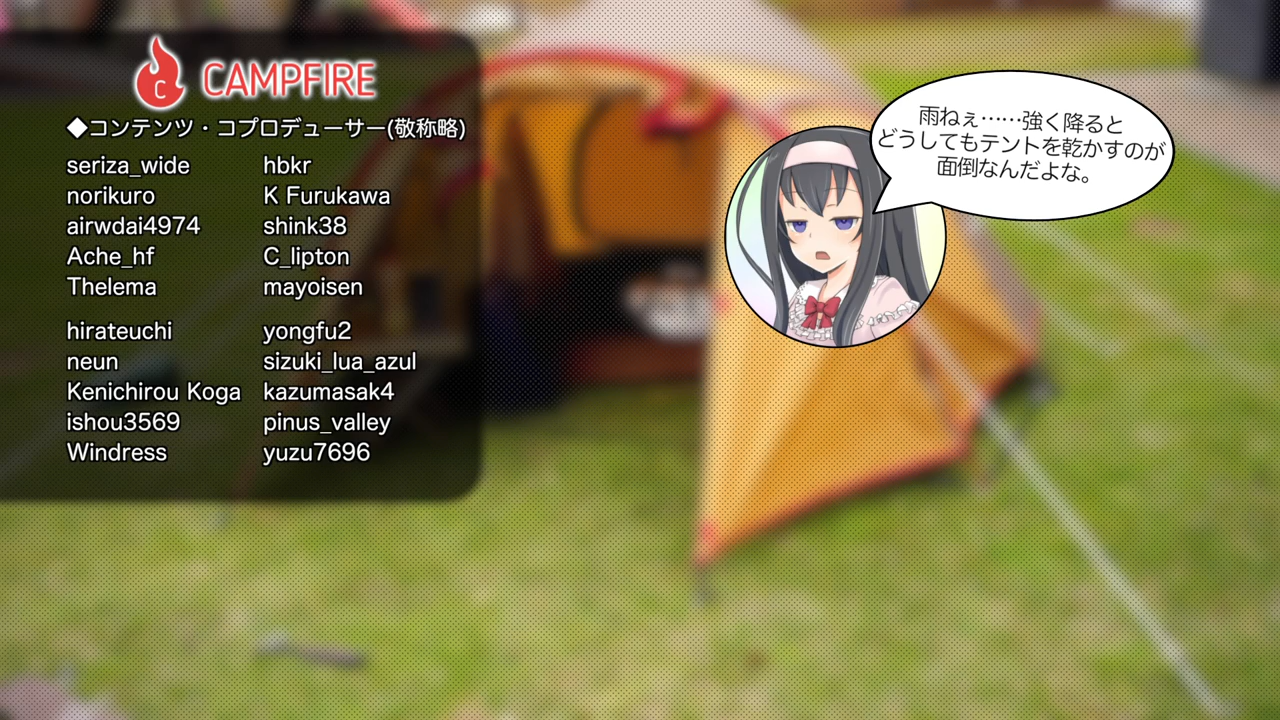 CAMPFIRE
◆コンテンツ・コプロデューサー(敬称略)
seriza_wide
norikuro
airwdai4974
Ache_hf
Thelema
hirateuchi
neun
Kenichirou Koga
ishou3569
Windress
hbkr
K Furukawa
shink38
C_lipton
mayoisen
yongfu2
sizuki_lua_azul
kazumasak4
pinus_valley
yuzu7696
雨ねぇ……強く降ると
どうしてもテントを乾かすのが
面倒なんだよな。